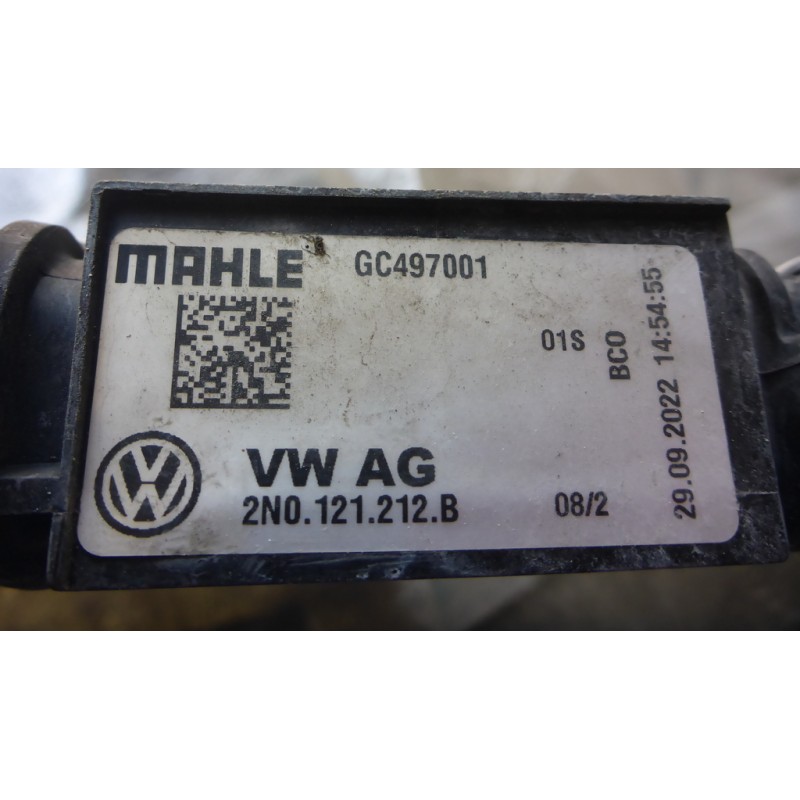 MAHLE GC497001
01S
BCO
29.09.2022 14:54:55
VW AG
2N0.121.212.B 08/2